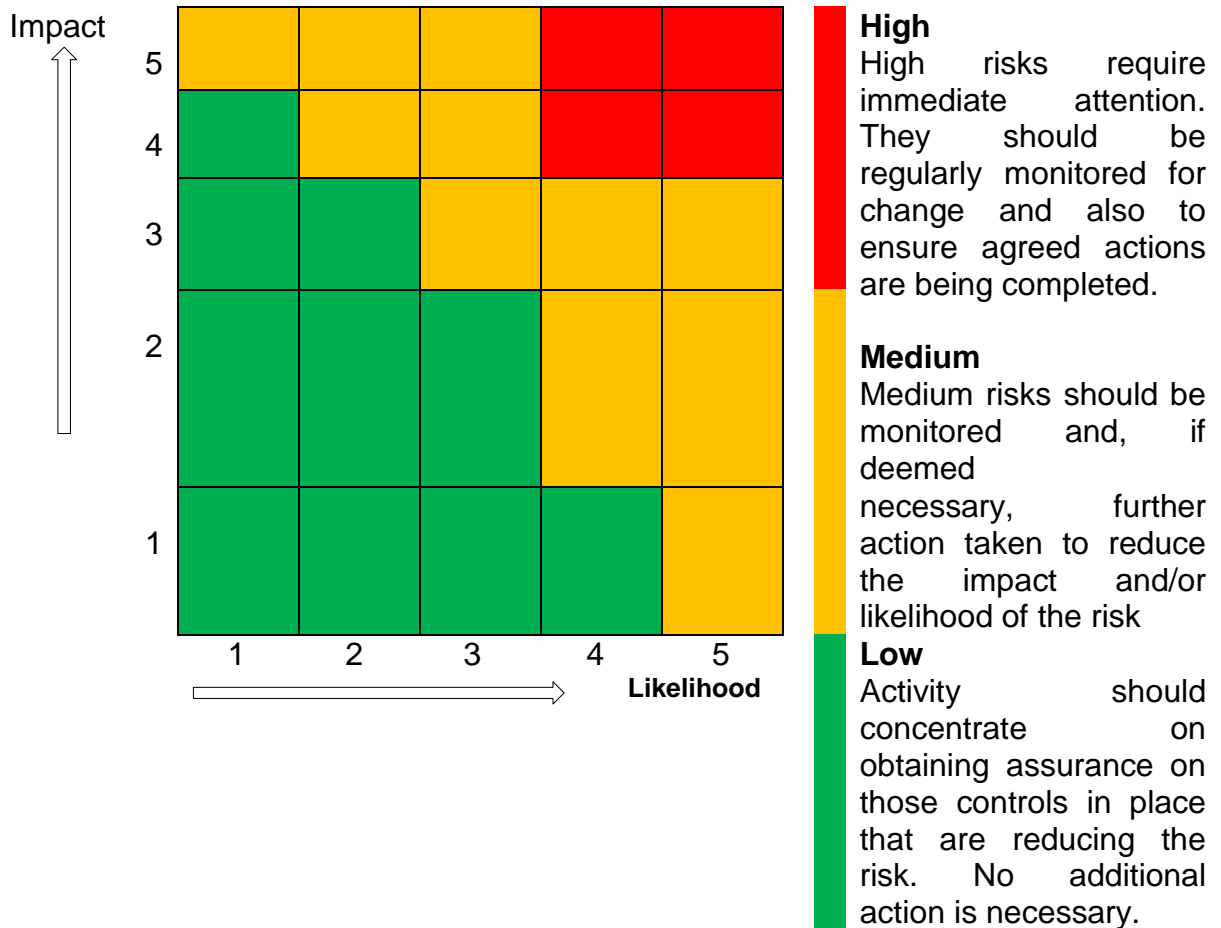 Impact
5
4
3
2
1
1 2 3 4 5
Likelihood
High
High risks require
immediate attention.
They should be
regularly monitored for
change and also to
ensure agreed actions
are being completed.
Medium
Medium risks should be
monitored and, if
deemed
necessary, further
action taken to reduce
the impact and/or
likelihood of the risk
Low
Activity should
concentrate on
obtaining assurance on
those controls in place
that are reducing the
risk. No additional
action is necessary.